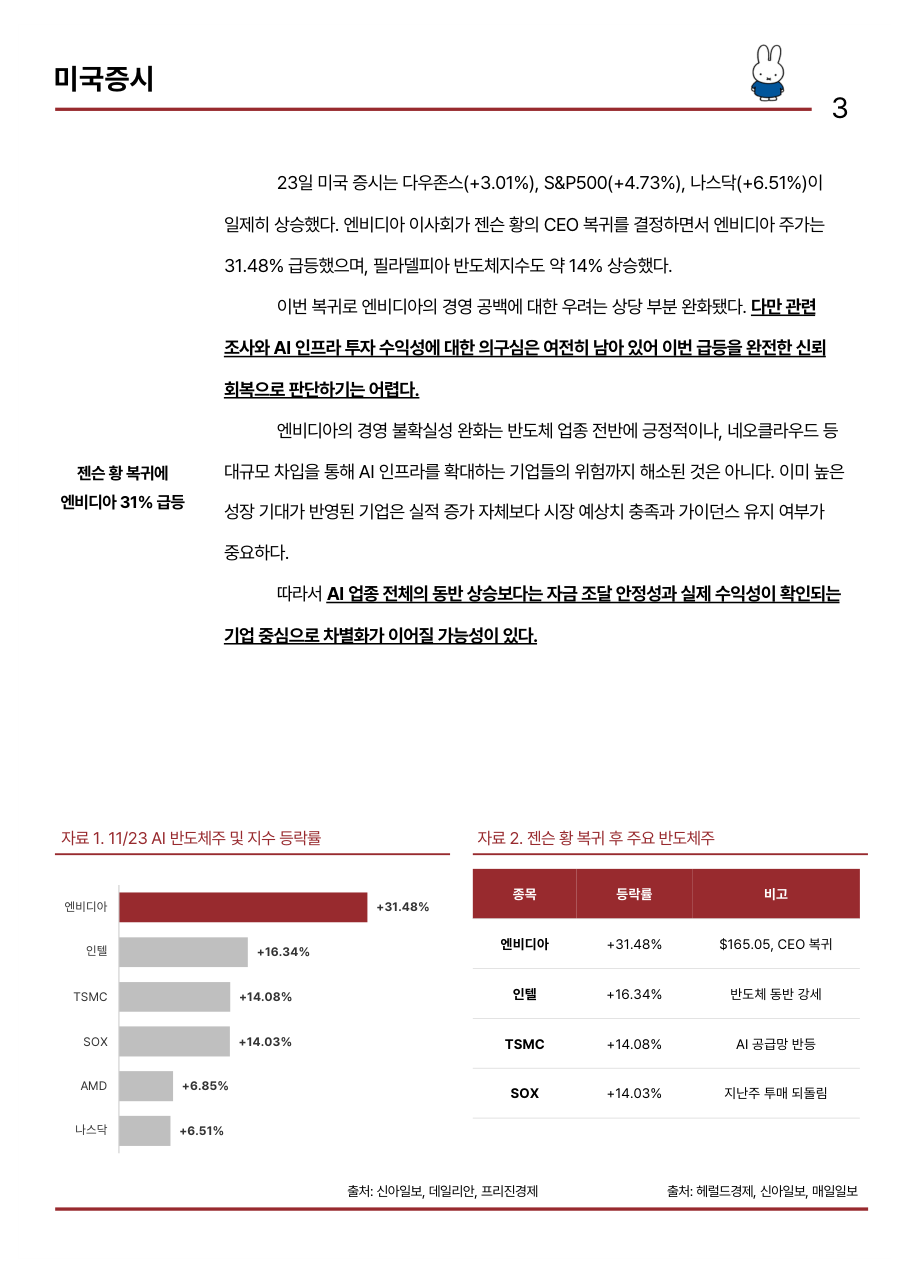 미국증시
3
23일 미국 증시는 다우존스(+3.01%), S&P500(+4.73%), 나스닥(+6.51%)이
일제히 상승했다. 엔비디아 이사회가 젠슨 황의 CEO 복귀를 결정하면서 엔비디아 주가는
31.48% 급등했으며, 필라델피아 반도체지수도 약 14% 상승했다.
이번 복귀로 엔비디아의 경영 공백에 대한 우려는 상당 부분 완화됐다. 다만 관련
조사와 AI 인프라 투자 수익성에 대한 의구심은 여전히 남아 있어 이번 급등을 완전한 신뢰
회복으로 판단하기는 어렵다.
엔비디아의 경영 불확실성 완화는 반도체 업종 전반에 긍정적이나, 네오클라우드 등
대규모 차입을 통해 AI 인프라를 확대하는 기업들의 위험까지 해소된 것은 아니다. 이미 높은
성장 기대가 반영된 기업은 실적 증가 자체보다 시장 예상치 충족과 가이던스 유지 여부가
중요하다.
따라서 AI 업종 전체의 동반 상승보다는 자금 조달 안정성과 실제 수익성이 확인되는
기업 중심으로 차별화가 이어질 가능성이 있다.
젠슨 황 복귀에
엔비디아 31% 급등
자료 1. 11/23 AI 반도체주 및 지수 등락률
엔비디아 +31.48%
인텔 +16.34%
TSMC +14.08%
SOX +14.03%
AMD +6.85%
나스닥 +6.51%
출처: 신아일보, 데일리안, 프리진경제
자료 2. 젠슨 황 복귀 후 주요 반도체주
종목 등락률 비고
엔비디아 +31.48% $165.05, CEO 복귀
인텔 +16.34% 반도체 동반 강세
TSMC +14.08% AI 공급망 반등
SOX +14.03% 지난주 투매 되돌림
출처: 헤럴드경제, 신아일보, 매일일보